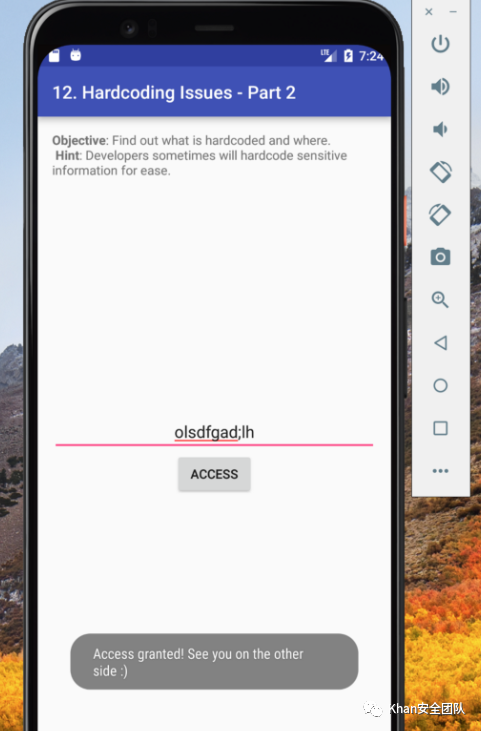 LTE 7:24
12. Hardcoding Issues - Part 2
Objective: Find out what is hardcoded and where.
Hint: Developers sometimes will hardcode sensitive
information for ease.
olsdfgad;lh
ACCESS
Access granted! See you on the other
side :)
Khan安全团队